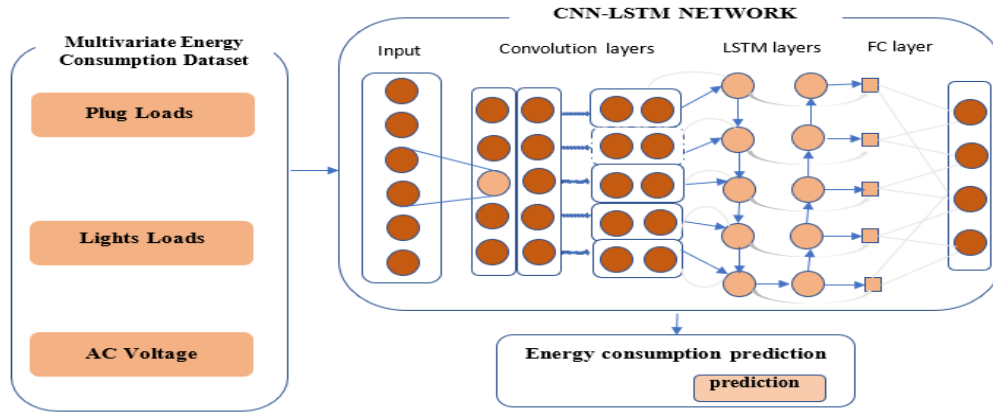 Multivariate Energy
Consumption Dataset
Plug Loads
Lights Loads
AC Voltage
CNN-LSTM NETWORK
Input
Convolution layers
LSTM layers
FC layer
Energy consumption prediction
prediction